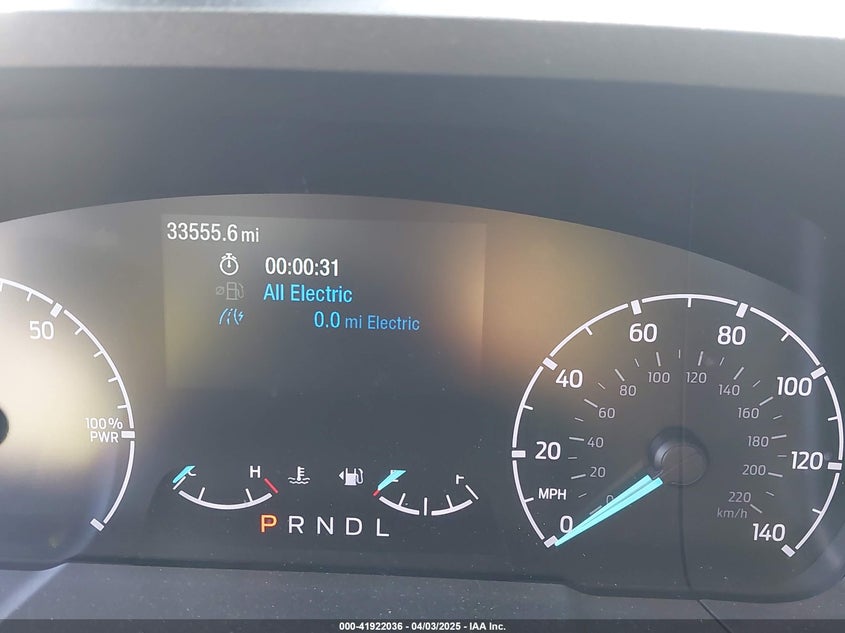 33555.6 mi
00:00:31
All Electric
0.0 mi Electric
50
100%
PWR
C H
E F
P R N D L
0 20 40 60 80 100 120 140
MPH
0 20 40 60 80 100 120 140 160 180 200 220
km/h
000-41922036 - 04/03/2025 - IAA Inc.